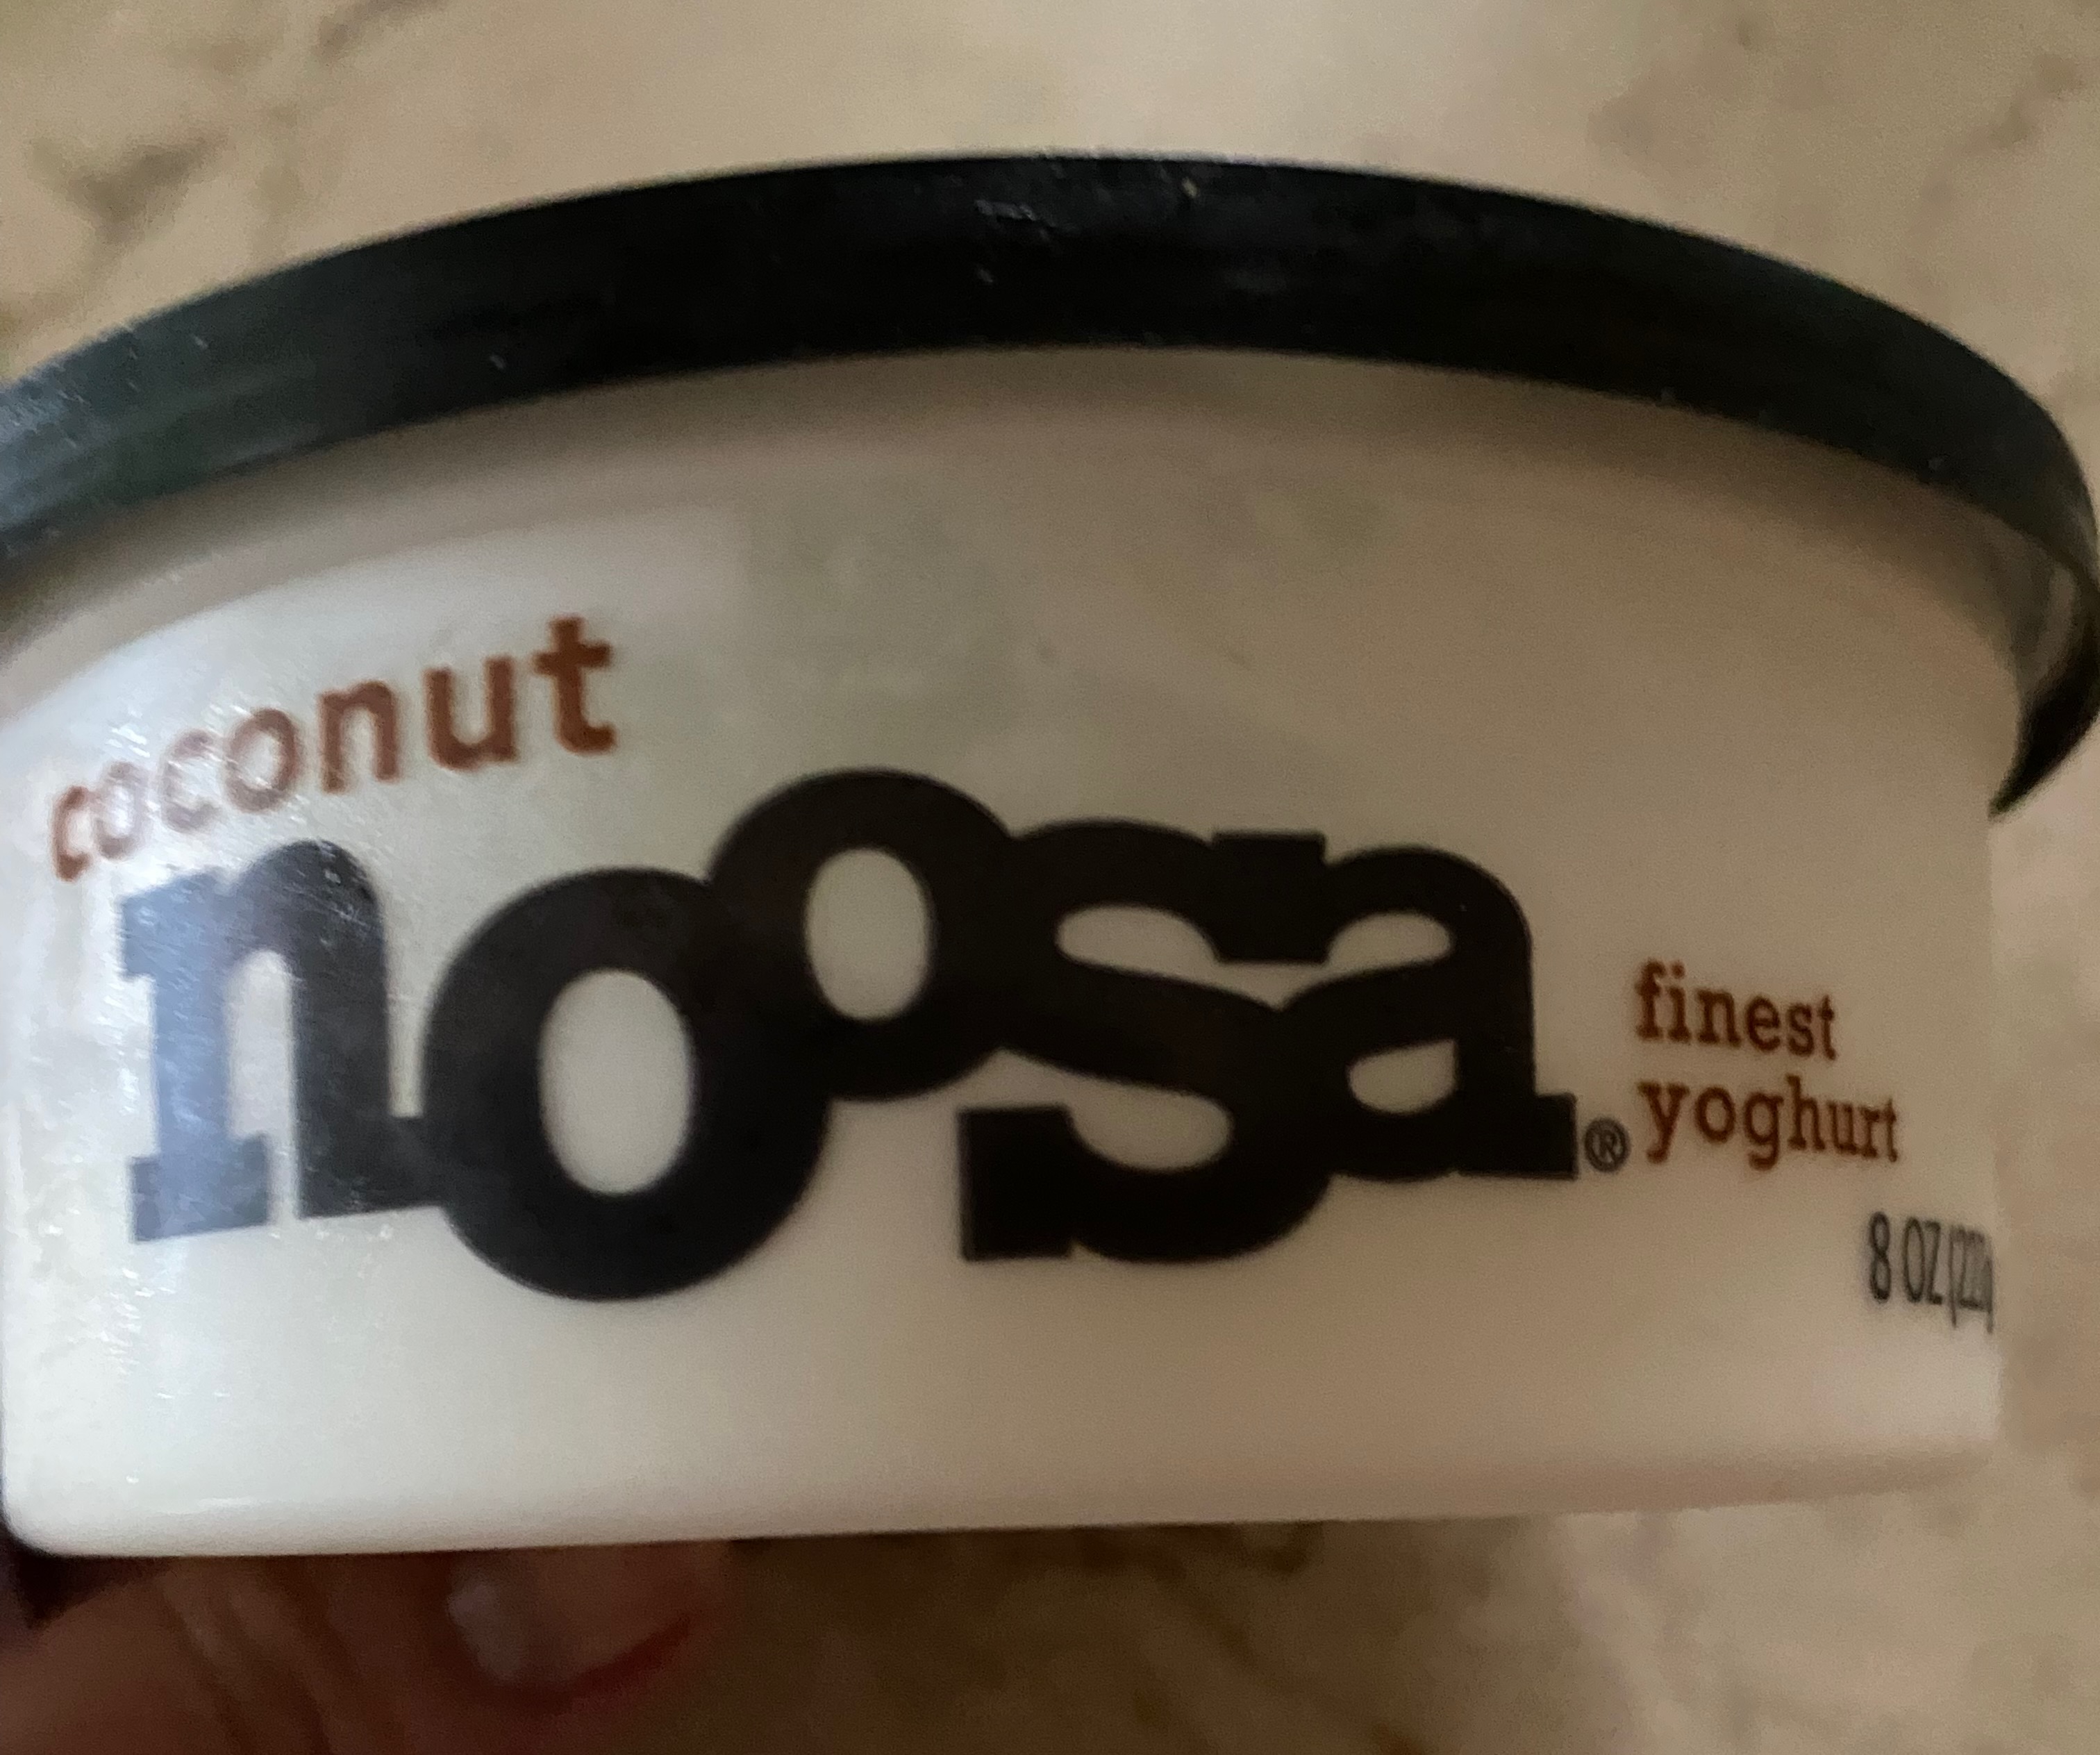 coconut
noosa®
finest
yoghurt
8 OZ